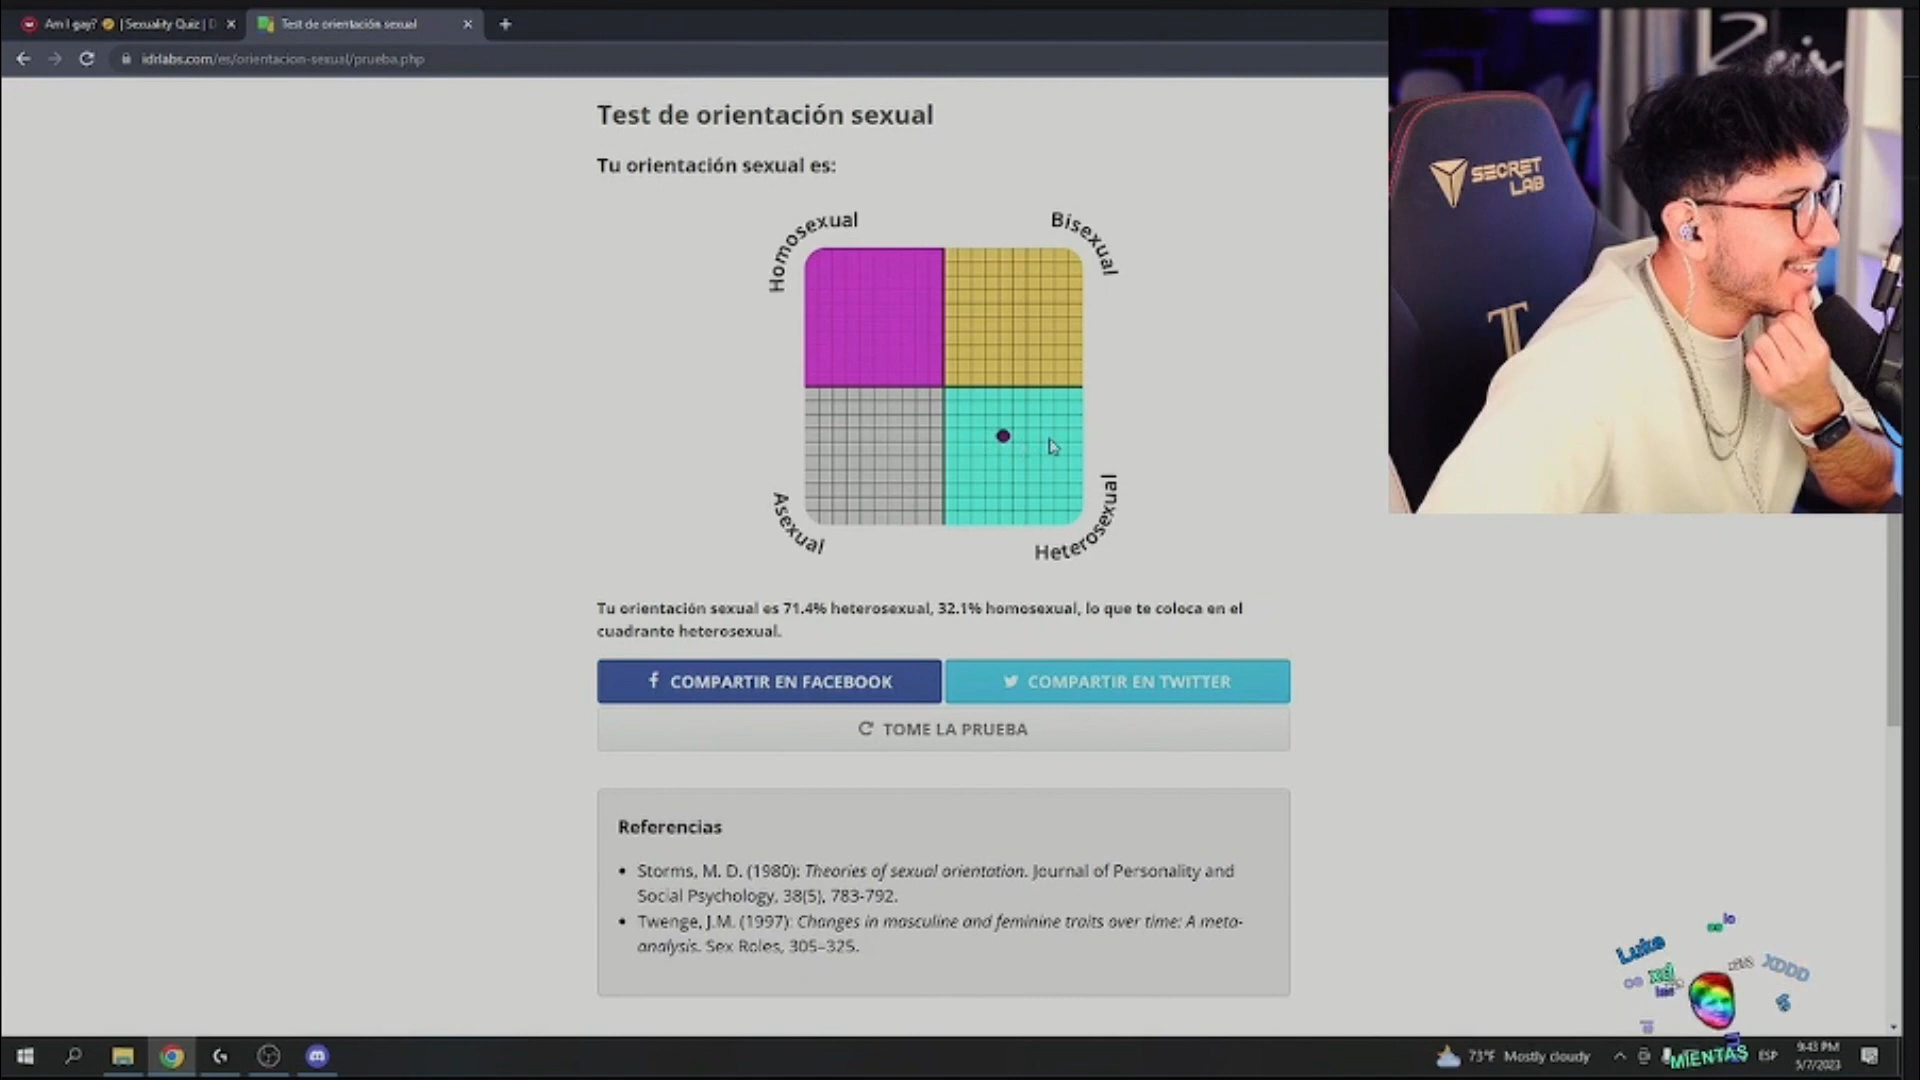 Am I gay? | Sexuality Quiz | D
Test de orientación sexual
idrlabs.com/es/orientacion-sexual/prueba.php
SECRET
LAB
Test de orientación sexual
Tu orientación sexual es:
Homosexual
Bisexual
Asexual
Heterosexual
Tu orientación sexual es 71.4% heterosexual, 32.1% homosexual, lo que te coloca en el
cuadrante heterosexual.
COMPARTIR EN FACEBOOK
COMPARTIR EN TWITTER
TOME LA PRUEBA
Referencias
• Storms, M. D. (1980): Theories of sexual orientation. Journal of Personality and
Social Psychology, 38(5), 783-792.
• Twenge, J.M. (1997): Changes in masculine and feminine traits over time: A meta-
analysis. Sex Roles, 305–325.
lo
es
Luke
xd
XDDD
MIENTAS
73°F Mostly cloudy
ESP
9:43 PM
5/7/2023